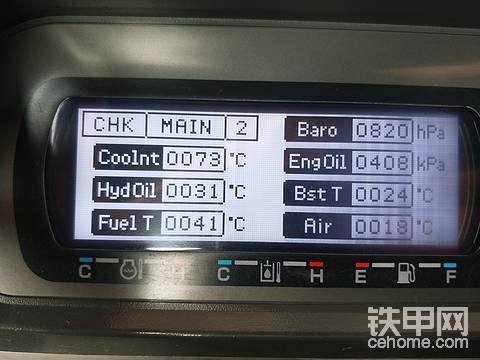 CHK MAIN 2
Baro 0820 hPa
Coolnt 0073 °C
EngOil 0408 kPa
HydOil 0031 °C
Bst T 0024 °C
Fuel T 0041 °C
Air 0018 °C
C H C H E F
铁甲网
cehome.com